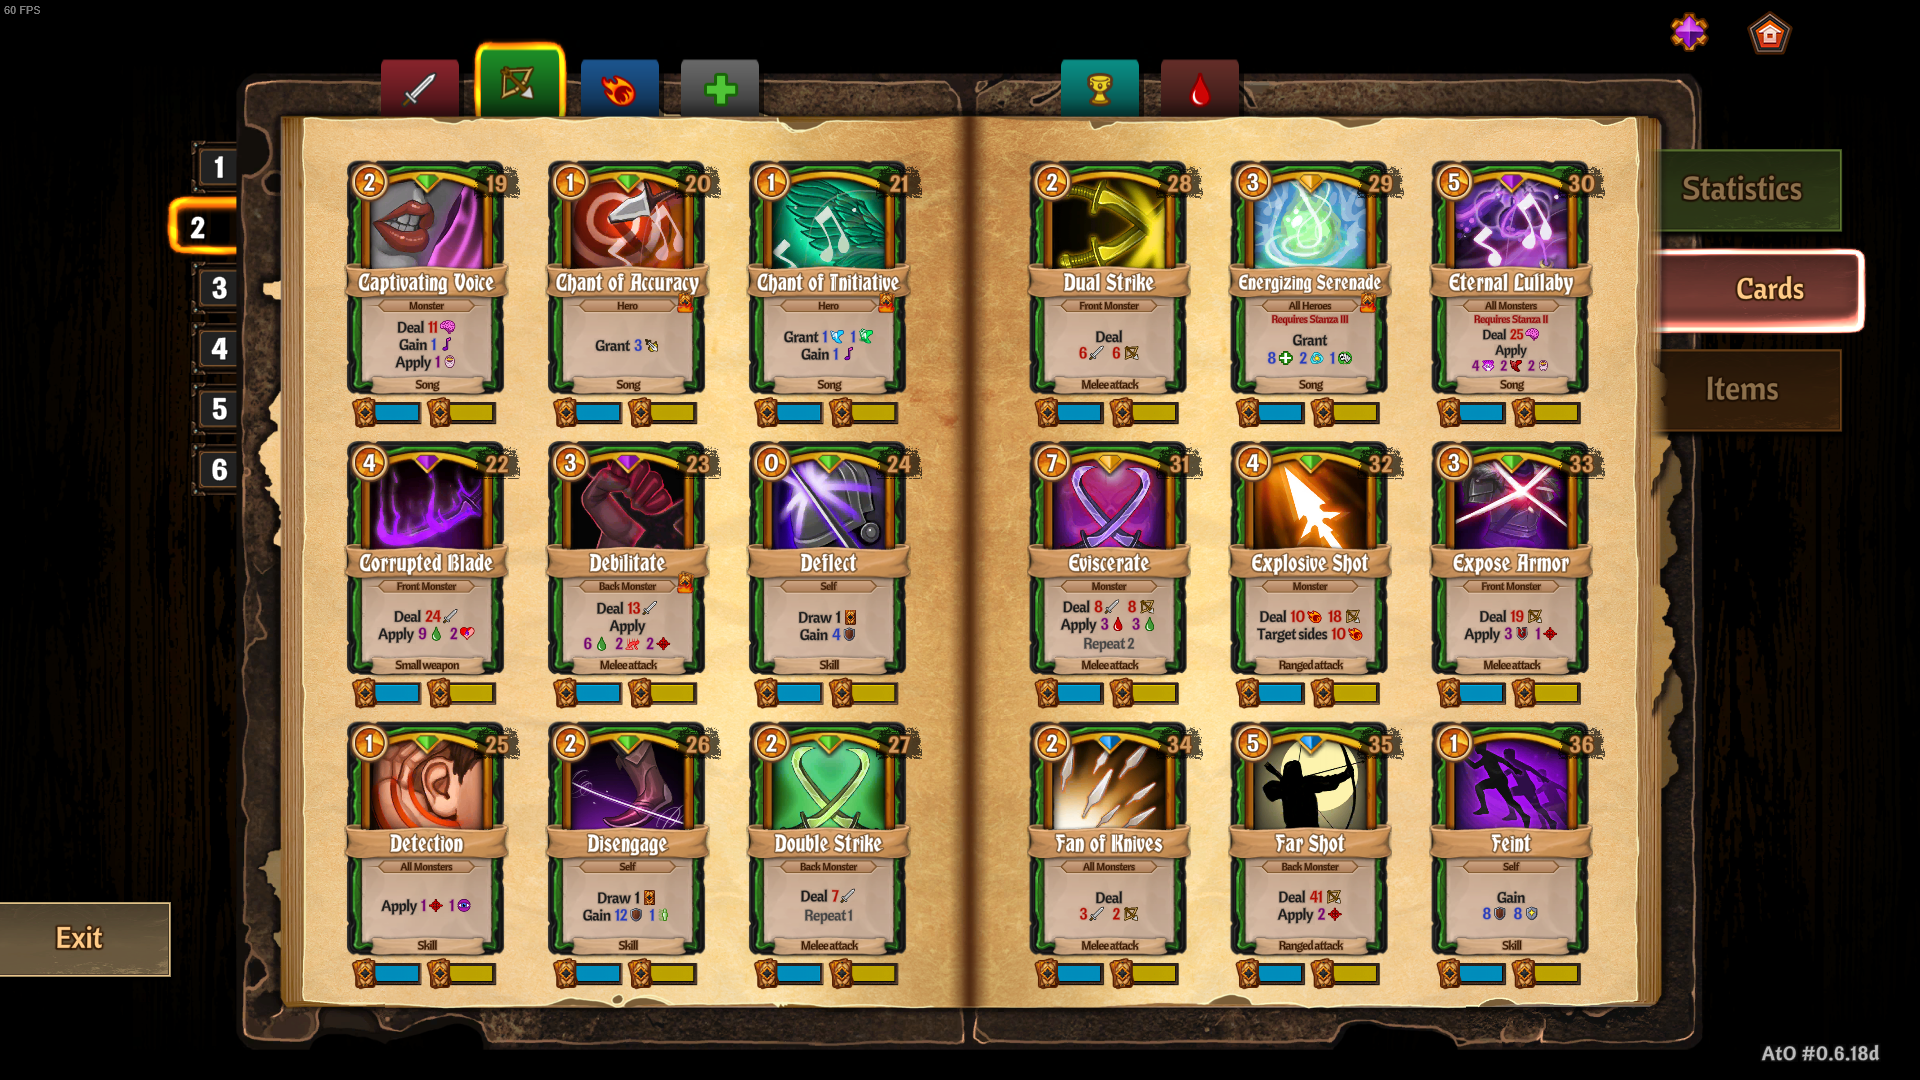 60 FPS
1
2
3
4
5
6
2 19
Captivating Voice
Monster
Deal 11
Gain 1
Apply 1
Song
1 20
Chant of Accuracy
Hero
Grant 3
Song
1 21
Chant of Initiative
Hero
Grant 1 1
Gain 1
Song
4 22
Corrupted Blade
Front Monster
Deal 24
Apply 9 2
Small weapon
3 23
Debilitate
Back Monster
Deal 13
Apply
6 2 2
Melee attack
0 24
Deflect
Self
Draw 1
Gain 4
Skill
1 25
Detection
All Monsters
Apply 1 1
Skill
2 26
Disengage
Self
Draw 1
Gain 12 1
Skill
2 27
Double Strike
Back Monster
Deal 7
Repeat 1
Melee attack
2 28
Dual Strike
Front Monster
Deal
6 6
Melee attack
3 29
Energizing Serenade
All Heroes
Requires Stanza III
Grant
8 2 1
Song
5 30
Eternal Lullaby
All Monsters
Requires Stanza II
Deal 25
Apply
4 2 2
Song
7 31
Eviscerate
Monster
Deal 8 8
Apply 3 3
Repeat 2
Melee attack
4 32
Explosive Shot
Monster
Deal 10 18
Target sides 10
Ranged attack
3 33
Expose Armor
Front Monster
Deal 19
Apply 3 1
Melee attack
2 34
Fan of Knives
All Monsters
Deal
3 2
Melee attack
5 35
Far Shot
Back Monster
Deal 41
Apply 2
Ranged attack
1 36
Feint
Self
Gain
8 8
Skill
Statistics
Cards
Items
Exit
AtO #0.6.18d